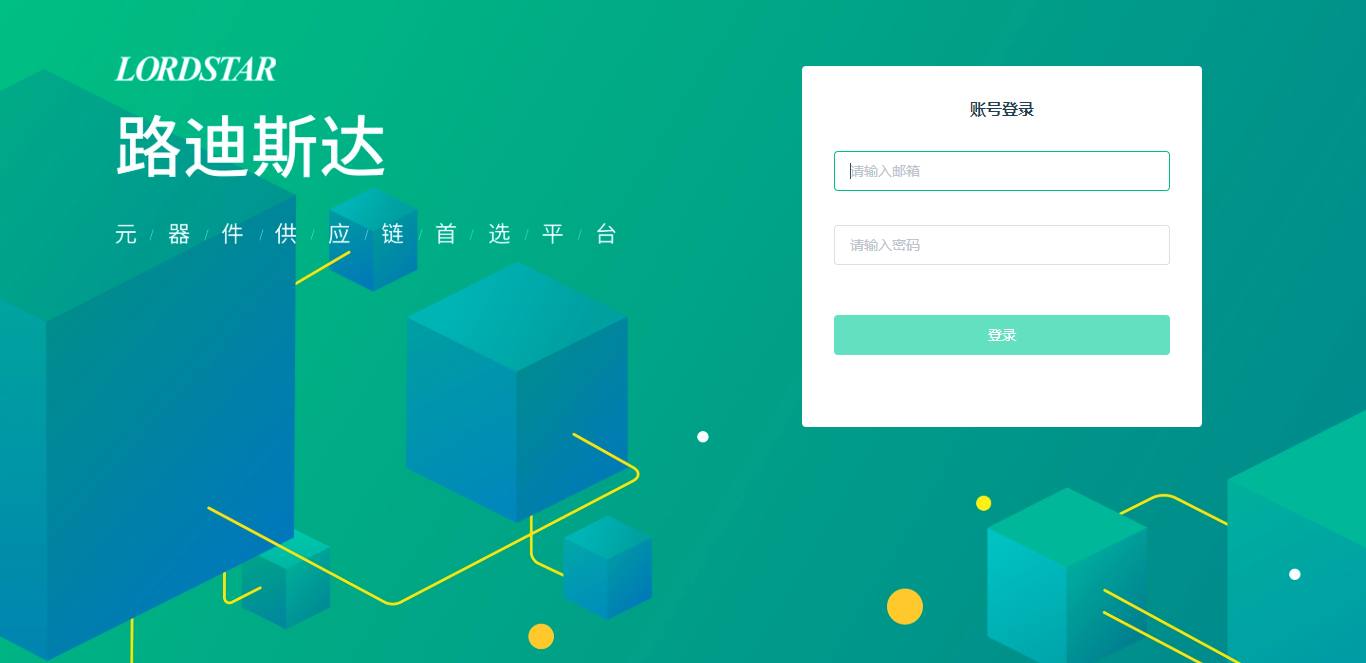 LORDSTAR
路迪斯达
元 / 器 / 件 / 供 / 应 / 链 / 首 / 选 / 平 / 台
账号登录
请输入邮箱
请输入密码
登录